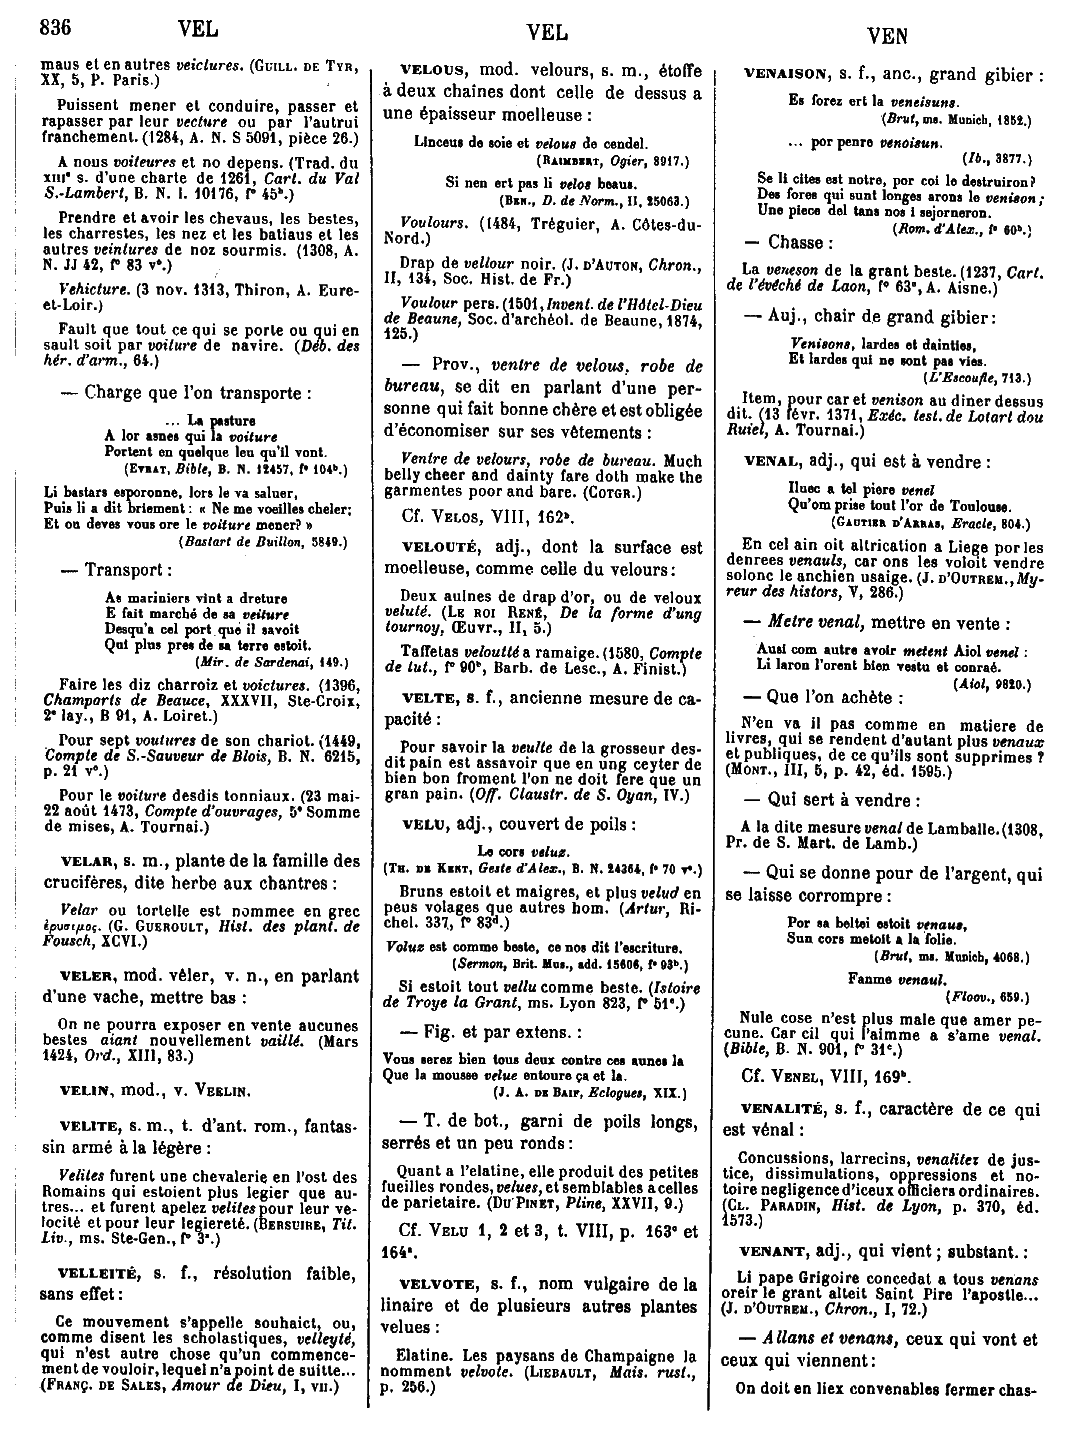 836 VEL VEL VEN
maus et en autres veictures. (GUILL. DE TYR,
XX, 5, P. Paris.)
Puissent mener et conduire, passer et
rapasser par leur vecture ou par l'autrui
franchement. (1284, A. N. S 5091, pièce 26.)
A nous voiteures et no depens. (Trad. du
XIIIe s. d'une charte de 1261, Cart. du Val
S.-Lambert, B. N. l. 10176, fº 45b.)
Prendre et avoir les chevaus, les bestes,
les charrestes, les nez et les batiaus et les
autres veintures de noz sourmis. (1308, A.
N. JJ 42, fº 83 vº.)
Vehicture. (3 nov. 1313, Thiron, A. Eure-
et-Loir.)
Fault que tout ce qui se porte ou qui en
sault soit par voiture de navire. (Déb. des
hér. d'arm., 64.)
— Charge que l'on transporte :
... La pasture
A lor asnes qui la voiture
Portent en quelque leu qu'il vont.
(EVRAT, Bible, B. N. 12457, fº 104b.)
Li bastars esporonne, lors le va saluer,
Puis li a dit briement : « Ne me voeilles cheler;
Et ou deves vous ore le voiture mener? »
(Bastart de Buillon, 5849.)
— Transport :
As mariniers vint a dreture
E fait marché de sa veiture
Desqu'a cel port que il savoit
Qui plus pres de sa terre estoit.
(Mir. de Sardenai, 149.)
Faire les diz charroiz et voictures. (1396,
Champarts de Beauce, XXXVII, Ste-Croix,
2e lay., B 91, A. Loiret.)
Pour sept voutures de son chariot. (1449,
Compte de S.-Sauveur de Blois, B. N. 6215,
p. 21 vº.)
Pour le voiture desdis tonniaux. (23 mai-
22 août 1473, Compte d'ouvrages, 5e Somme
de mises, A. Tournai.)
VELAR, s. m., plante de la famille des
crucifères, dite herbe aux chantres :
Velar ou tortelle est nommee en grec
ἐρυσιμος. (G. GUEROULT, Hist. des plant. de
Fousch, XCVI.)
VELER, mod. vêler, v. n., en parlant
d'une vache, mettre bas :
On ne pourra exposer en vente aucunes
bestes aiant nouvellement vaillé. (Mars
1424, Ord., XIII, 83.)
VELIN, mod., v. VEELIN.
VELITE, s. m., t. d'ant. rom., fantas-
sin armé à la légère :
Velites furent une chevalerie en l'ost des
Romains qui estoient plus legier que au-
tres... et furent apelez velites pour leur ve-
locité et pour leur legiereté. (BERSUIRE, Tit.
Liv., ms. Ste-Gen., fº 3a.)
VELLEITÉ, s. f., résolution faible,
sans effet :
Ce mouvement s'appelle souhaict, ou,
comme disent les scholastiques, velleyté,
qui n'est autre chose qu'un commence-
ment de vouloir, lequel n'a point de suitte...
(FRANÇ. DE SALES, Amour de Dieu, I, VII.)
VELOUS, mod. velours, s. m., étoffe
à deux chaînes dont celle de dessus a
une épaisseur moelleuse :
Linceus de soie et velous de cendel.
(RAIMBERT, Ogier, 8917.)
Si nen ert pas li velos beaus.
(BEN., D. de Norm., II, 25063.)
Voulours. (1484, Tréguier, A. Côtes-du-
Nord.)
Drap de vellour noir. (J. D'AUTON, Chron.,
II, 134, Soc. Hist. de Fr.)
Voulour pers. (1501, Invent. de l'Hôtel-Dieu
de Beaune, Soc. d'archéol. de Beaune, 1874,
125.)
— Prov., ventre de velous, robe de
bureau, se dit en parlant d'une per-
sonne qui fait bonne chère et est obligée
d'économiser sur ses vêtements :
Ventre de velours, robe de bureau. Much
belly cheer and dainty fare doth make the
garmentes poor and bare. (COTGR.)
Cf. VELOS, VIII, 162b.
VELOUTÉ, adj., dont la surface est
moelleuse, comme celle du velours :
Deux aulnes de drap d'or, ou de veloux
veluté. (LE ROI RENÉ, De la forme d'ung
tournoy, Œuvr., II, 5.)
Taffetas veloutté a ramaige. (1580, Compte
de tut., fº 90b, Barb. de Lesc., A. Finist.)
VELTE, s. f., ancienne mesure de ca-
pacité :
Pour savoir la veulte de la grosseur des-
dit pain est assavoir que en ung ceyter de
bien bon froment l'on ne doit fere que un
gran pain. (Off. Claustr. de S. Oyan, IV.)
VELU, adj., couvert de poils :
Le cors veluz.
(TH. DE KENT, Geste d'Alex., B. N. 24364, fº 70 vº.)
Bruns estoit et maigres, et plus velud en
peus volages que autres hom. (Artur, Ri-
chel. 337, fº 83d.)
Voluz est comme beste, ce nos dit l'escriture.
(Sermon, Brit. Mus., add. 15606, fº 93b.)
Si estoit tout vellu comme beste. (Istoire
de Troye la Grant, ms. Lyon 823, fº 51a.)
— Fig. et par extens. :
Vous serez bien tous deux contre ces aunes la
Que la mousse velue entoure ça et la.
(J. A. DE BAIF, Eclogues, XIX.)
— T. de bot., garni de poils longs,
serrés et un peu ronds :
Quant a l'elatine, elle produit des petites
fueilles rondes, velues, et semblables a celles
de parietaire. (DU PINET, Pline, XXVII, 9.)
Cf. VELU 1, 2 et 3, t. VIII, p. 163c et
164a.
VELVOTE, s. f., nom vulgaire de la
linaire et de plusieurs autres plantes
velues :
Elatine. Les paysans de Champaigne la
nomment velvote. (LIEBAULT, Mais. rust.,
p. 256.)
VENAISON, s. f., anc., grand gibier :
Es forez ert la veneisuns.
(Brut, ms. Munich, 1852.)
... por penre venoisun.
(Ib., 3877.)
Se li cites est notre, por coi le destruiron?
Des fores qui sunt longes arons le venison;
Une piece del tans nos i sejorneron.
(Rom. d'Alex., fº 60b.)
— Chasse :
La veneson de la grant beste. (1237, Cart.
de l'évêché de Laon, fº 63a, A. Aisne.)
— Auj., chair de grand gibier :
Venisons, lardes et dainties,
Et lardes qui ne sont pas vies.
(L'Escoufle, 713.)
Item, pour car et venison au diner dessus
dit. (13 févr. 1371, Exéc. test. de Lotart dou
Ruiel, A. Tournai.)
VENAL, adj., qui est à vendre :
Iluec a tel piere venel
Qu'om prise tout l'or de Toulouse.
(GAUTIER D'ARRAS, Eracle, 804.)
En cel ain oit altrication a Liege por les
denrees venauls, car ons les voloit vendre
solonc le anchien usaige. (J. D'OUTREM., My-
reur des histors, V, 286.)
— Metre venal, mettre en vente :
Ausi com autre avoir metent Aiol venel :
Li laron l'orent bien vestu et conraé.
(Aiol, 9820.)
— Que l'on achète :
N'en va il pas comme en matiere de
livres, qui se rendent d'autant plus venaux
et publiques, de ce qu'ils sont supprimes ?
(MONT., III, 5, p. 42, éd. 1595.)
— Qui sert à vendre :
A la dite mesure venal de Lamballe. (1308,
Pr. de S. Mart. de Lamb.)
— Qui se donne pour de l'argent, qui
se laisse corrompre :
Por sa beltei estoit venaus,
Sun cors metoit a la folie.
(Brut, ms. Munich, 4068.)
Fanme venaul.
(Floov., 659.)
Nule cose n'est plus male que amer pe-
cune. Car cil qui l'aimme a s'ame venal.
(Bible, B. N. 901, fº 31c.)
Cf. VENEL, VIII, 169b.
VENALITÉ, s. f., caractère de ce qui
est vénal :
Concussions, larrecins, venalitez de jus-
tice, dissimulations, oppressions et no-
toire negligence d'iceux officiers ordinaires.
(CL. PARADIN, Hist. de Lyon, p. 370, éd.
1573.)
VENANT, adj., qui vient ; substant. :
Li pape Grigoire concedat a tous venans
oreir le grant alteit Saint Pire l'apostle...
(J. D'OUTREM., Chron., I, 72.)
— Allans et venans, ceux qui vont et
ceux qui viennent :
On doit en liex convenables fermer chas-